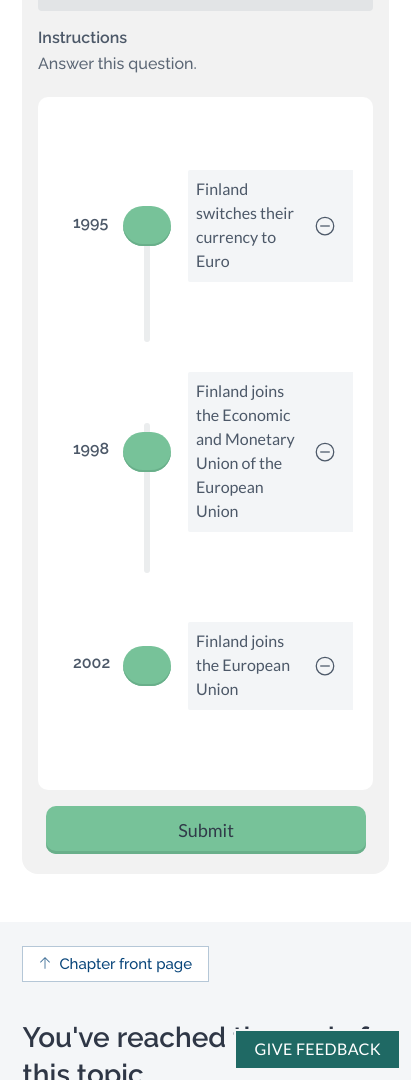 Instructions
Answer this question.
1995
Finland
switches their
currency to
Euro
1998
Finland joins
the Economic
and Monetary
Union of the
European
Union
2002
Finland joins
the European
Union
Submit
↑ Chapter front page
You've reached
this topic
GIVE FEEDBACK